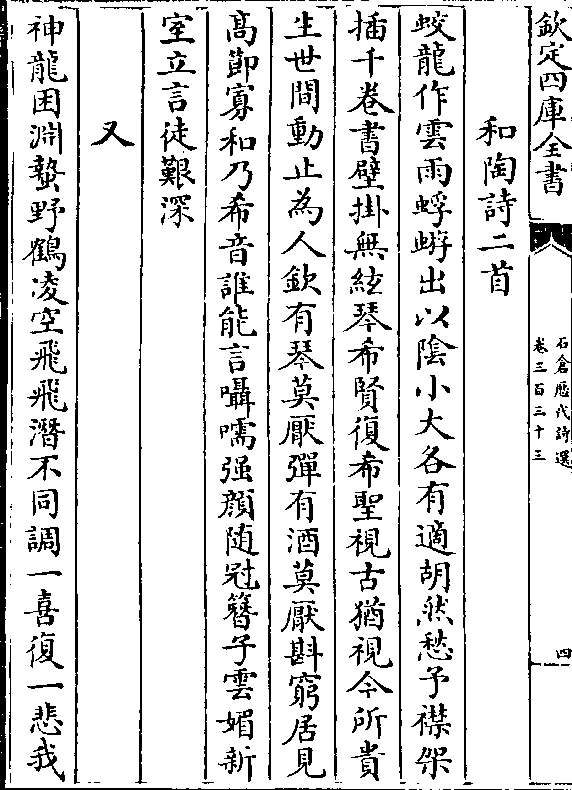 欽定四庫全書
石倉歷代詩選
卷三百三十三
四
和陶詩二首
蛟龍作雲雨蜉蝣出以陰小大各有適胡然愁予襟架
插千卷書壁掛無絃琴希賢復希聖視古猶視今所貴
生世間動止為人欽有琴莫厭彈有酒莫厭斟窮居見
高節寡和乃希音誰能言囁嚅强顔随冠簪子雲媚新
室立言徒艱深
又
神龍困淵蟄野鶴凌空飛飛潛不同調一喜復一悲我